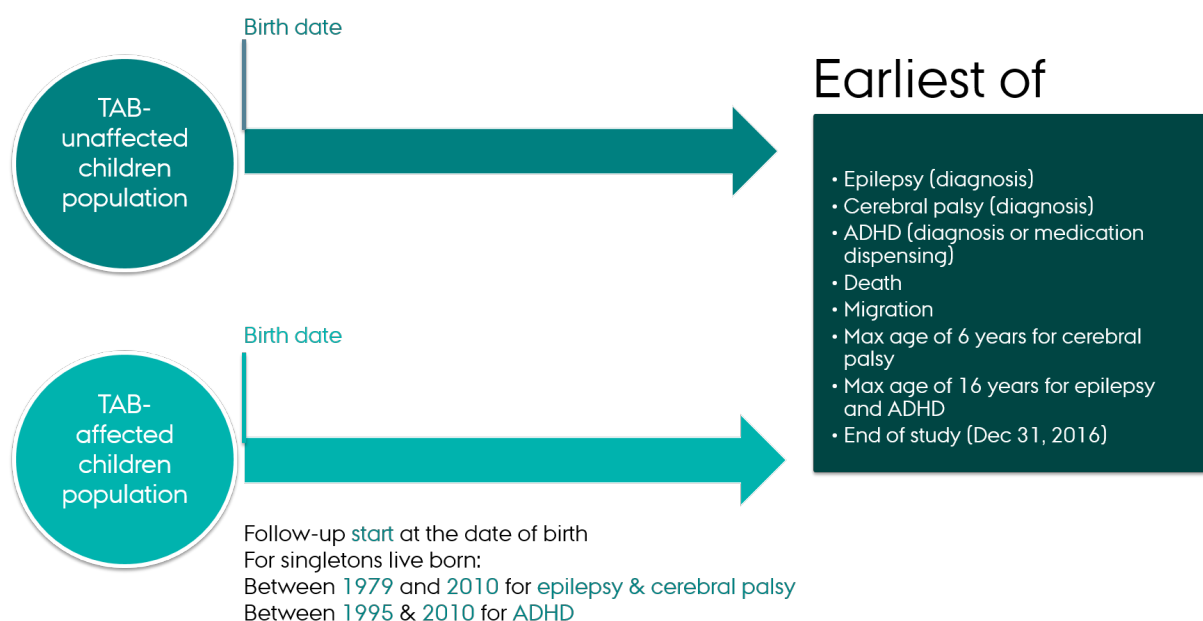 Birth date
TAB-
unaffected
children
population
Earliest of
• Epilepsy (diagnosis)
• Cerebral palsy (diagnosis)
• ADHD (diagnosis or medication
dispensing)
• Death
• Migration
• Max age of 6 years for cerebral
palsy
• Max age of 16 years for epilepsy
and ADHD
• End of study (Dec 31, 2016)
Birth date
TAB-
affected
children
population
Follow-up start at the date of birth
For singletons live born:
Between 1979 and 2010 for epilepsy & cerebral palsy
Between 1995 & 2010 for ADHD